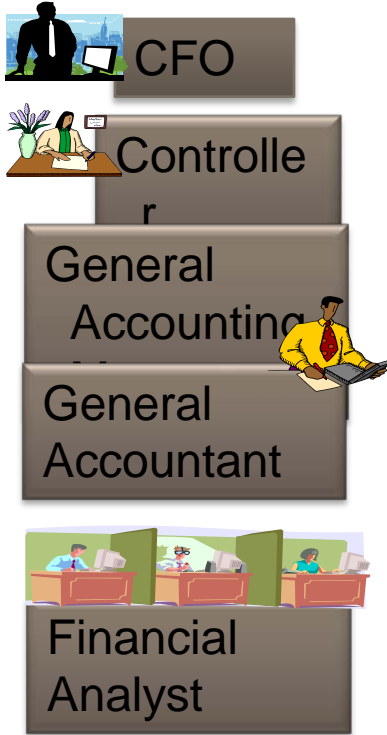 CFO
Controlle
r
General
Accounting
General
Accountant
Financial
Analyst